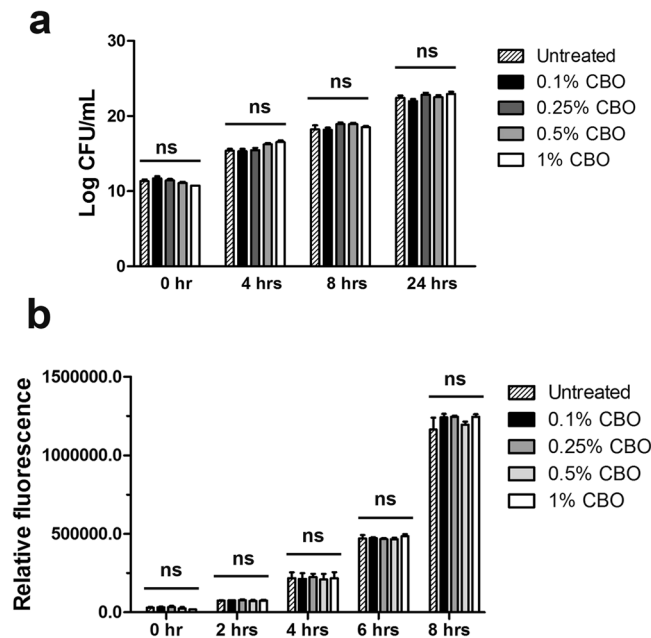 a
30
20
10
0
Log CFU/mL
ns
ns
ns
ns
0 hr
4 hrs
8 hrs
24 hrs
Untreated
0.1% CBO
0.25% CBO
0.5% CBO
1% CBO
b
1500000.0
1000000.0
500000.0
0.0
Relative fluorescence
ns
ns
ns
ns
ns
0 hr
2 hrs
4 hrs
6 hrs
8 hrs
Untreated
0.1% CBO
0.25% CBO
0.5% CBO
1% CBO